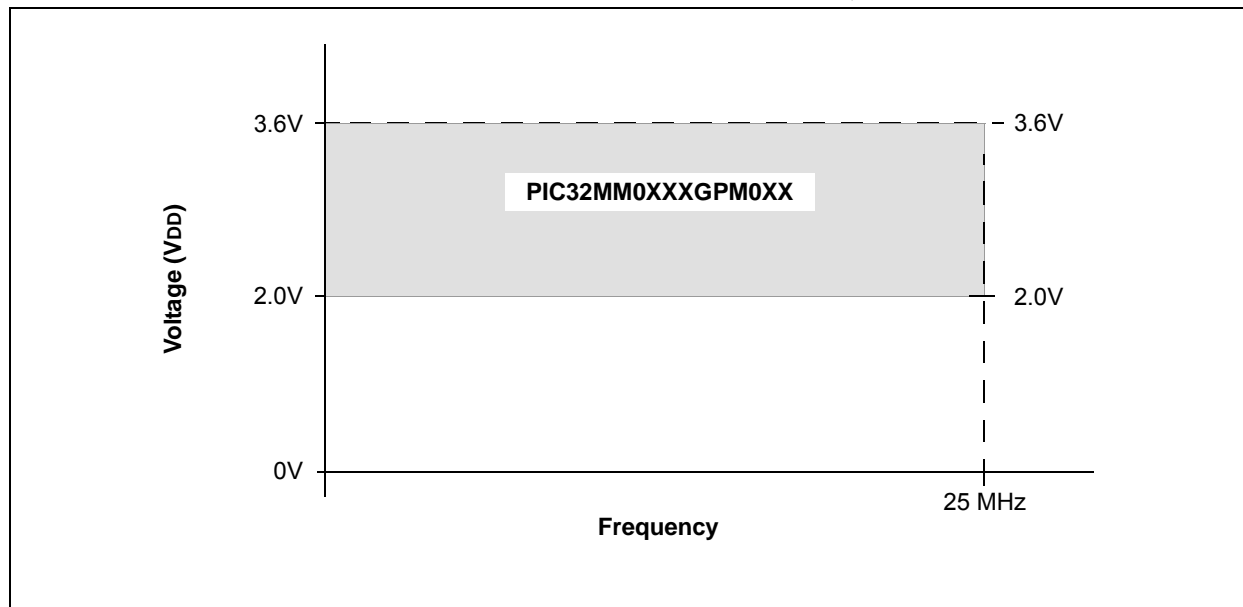 3.6V
3.6V
PIC32MM0XXXGPM0XX
Voltage (VDD)
2.0V
2.0V
0V
25 MHz
Frequency